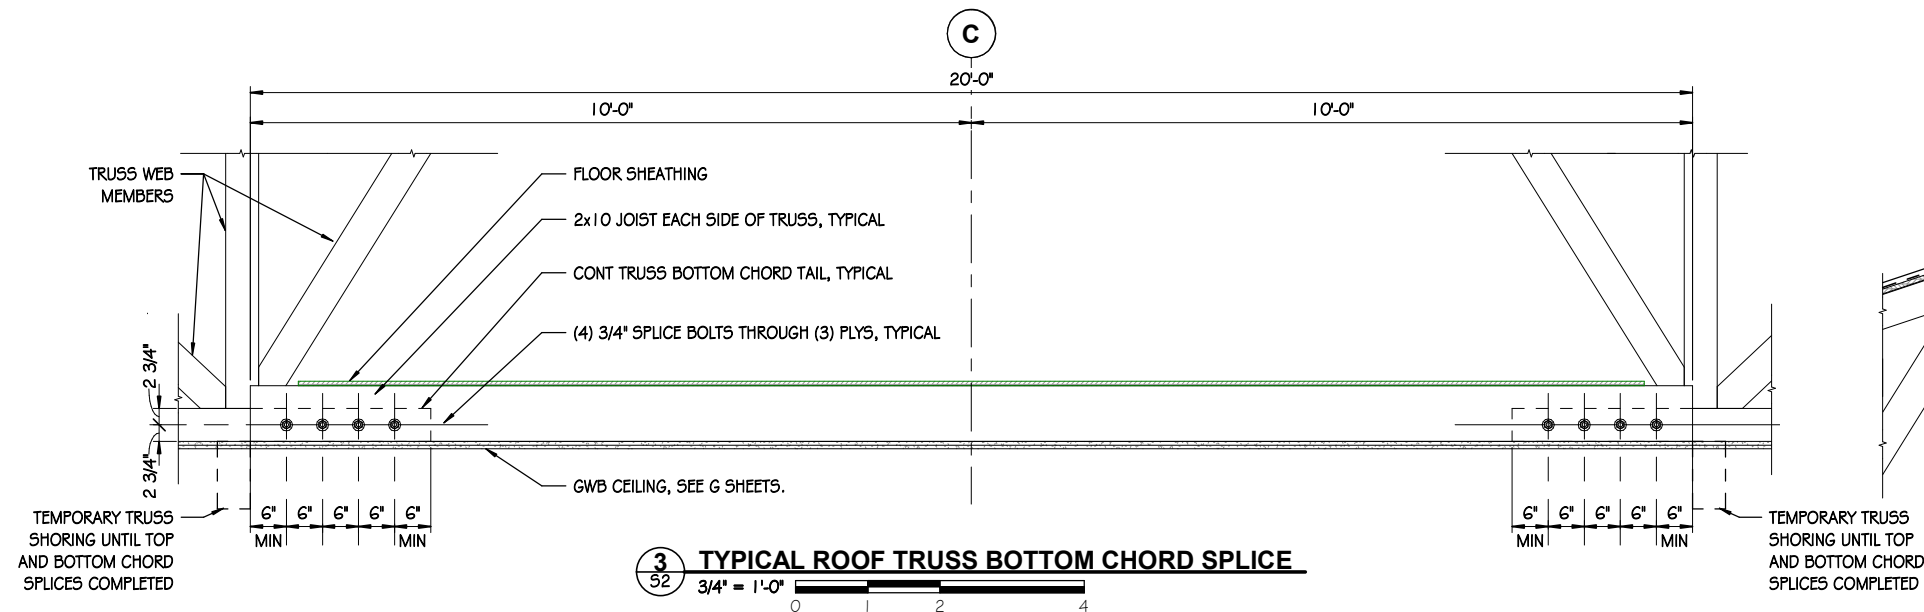 C
20'-0"
10'-0"
10'-0"
TRUSS WEB
MEMBERS
FLOOR SHEATHING
2x10 JOIST EACH SIDE OF TRUSS, TYPICAL
CONT TRUSS BOTTOM CHORD TAIL, TYPICAL
(4) 3/4" SPLICE BOLTS THROUGH (3) PLYS, TYPICAL
2 3/4"
2 3/4"
GWB CEILING, SEE G SHEETS.
6" 6" 6" 6" 6"
MIN MIN
6" 6" 6" 6" 6"
MIN MIN
TEMPORARY TRUSS
SHORING UNTIL TOP
AND BOTTOM CHORD
SPLICES COMPLETED
TEMPORARY TRUSS
SHORING UNTIL TOP
AND BOTTOM CHORD
SPLICES COMPLETED
3
S2
TYPICAL ROOF TRUSS BOTTOM CHORD SPLICE
3/4" = 1'-0"
0 1 2 4